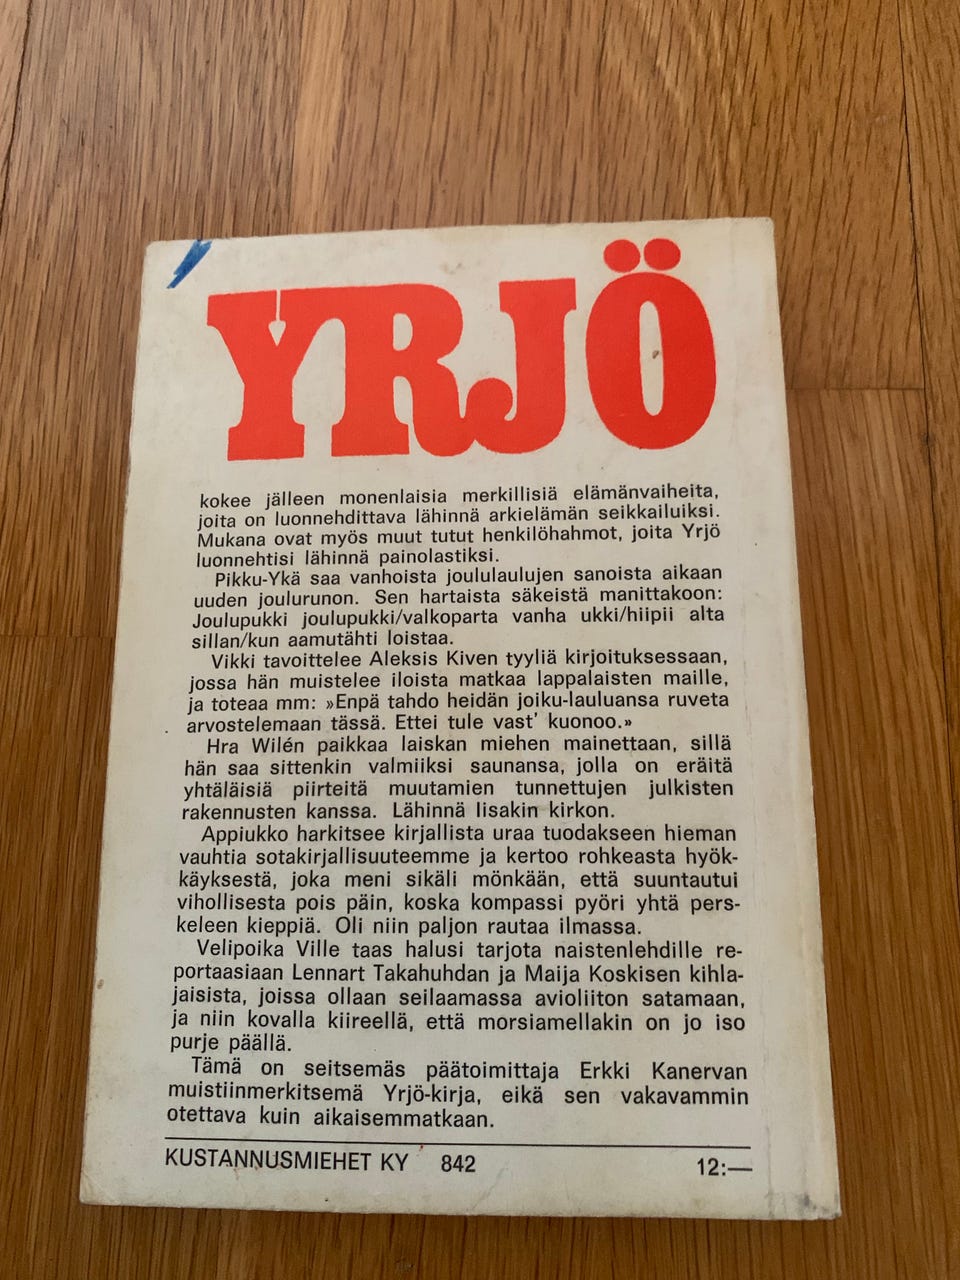 YRJÖ
kokee jälleen monenlaisia merkillisiä elämänvaiheita,
joita on luonnehdittava lähinnä arkielämän seikkailuiksi.
Mukana ovat myös muut tutut henkilöhahmot, joita Yrjö
luonnehtisi lähinnä painolastiksi.
Pikku-Ykä saa vanhoista joululaulujen sanoista aikaan
uuden joulurunon. Sen hartaista säkeistä manittakoon:
Joulupukki joulupukki/valkoparta vanha ukki/hiipii alta
sillan/kun aamutähti loistaa.
Vikki tavoittelee Aleksis Kiven tyyliä kirjoituksessaan,
jossa hän muistelee iloista matkaa lappalaisten maille,
ja toteaa mm: »Enpä tahdo heidän joiku-lauluansa ruveta
arvostelemaan tässä. Ettei tule vast' kuonoo.»
Hra Wilén paikkaa laiskan miehen mainettaan, sillä
hän saa sittenkin valmiiksi saunansa, jolla on eräitä
yhtäläisiä piirteitä muutamien tunnettujen julkisten
rakennusten kanssa. Lähinnä Iisakin kirkon.
Appiukko harkitsee kirjallista uraa tuodakseen hieman
vauhtia sotakirjallisuuteemme ja kertoo rohkeasta hyök-
käyksestä, joka meni sikäli mönkään, että suuntautui
vihollisesta pois päin, koska kompassi pyöri yhtä pers-
keleen kieppiä. Oli niin paljon rautaa ilmassa.
Velipoika Ville taas halusi tarjota naistenlehdille re-
portaasiaan Lennart Takahuhdan ja Maija Koskisen kihla-
jaisista, joissa ollaan seilaamassa avioliiton satamaan,
ja niin kovalla kiireellä, että morsiamellakin on jo iso
purje päällä.
Tämä on seitsemäs päätoimittaja Erkki Kanervan
muistiinmerkitsemä Yrjö-kirja, eikä sen vakavammin
otettava kuin aikaisemmatkaan.
KUSTANNUSMIEHET KY 842 12:—